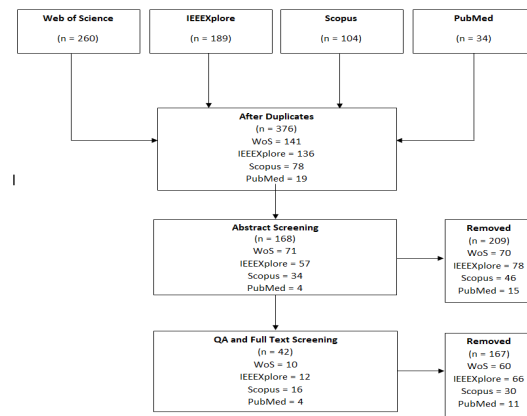 Web of Science
(n = 260)
IEEEXplore
(n = 189)
Scopus
(n = 104)
PubMed
(n = 34)
After Duplicates
(n = 376)
WoS = 141
IEEEXplore = 136
Scopus = 78
PubMed = 19
Abstract Screening
(n = 168)
WoS = 71
IEEEXplore = 57
Scopus = 34
PubMed = 4
Removed
(n = 209)
WoS = 70
IEEEXplore = 78
Scopus = 46
PubMed = 15
QA and Full Text Screening
(n = 42)
WoS = 10
IEEEXplore = 12
Scopus = 16
PubMed = 4
Removed
(n = 167)
WoS = 60
IEEEXplore = 66
Scopus = 30
PubMed = 11